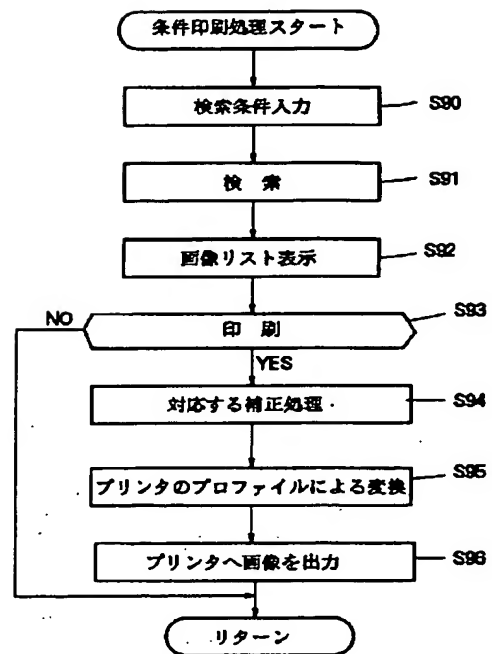 条件印刷処理スタート
検索条件入力 S90
検 索 S91
画像リスト表示 S92
印 刷 S93
NO
YES
対応する補正処理 S94
プリンタのプロファイルによる変換 S95
プリンタへ画像を出力 S96
リターン